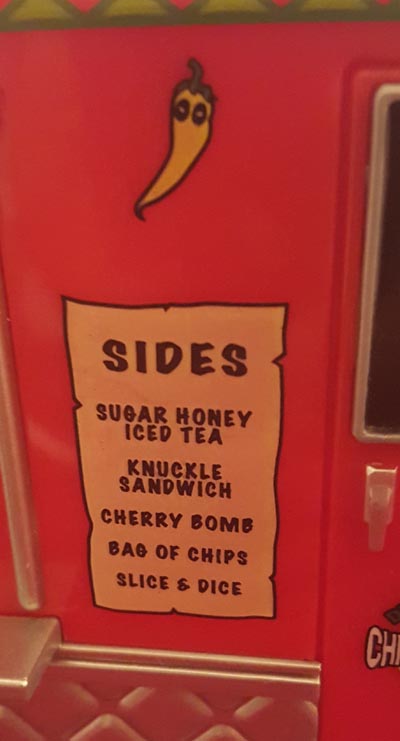 SIDES
SUGAR HONEY
ICED TEA
KNUCKLE
SANDWICH
CHERRY BOMB
BAG OF CHIPS
SLICE & DICE